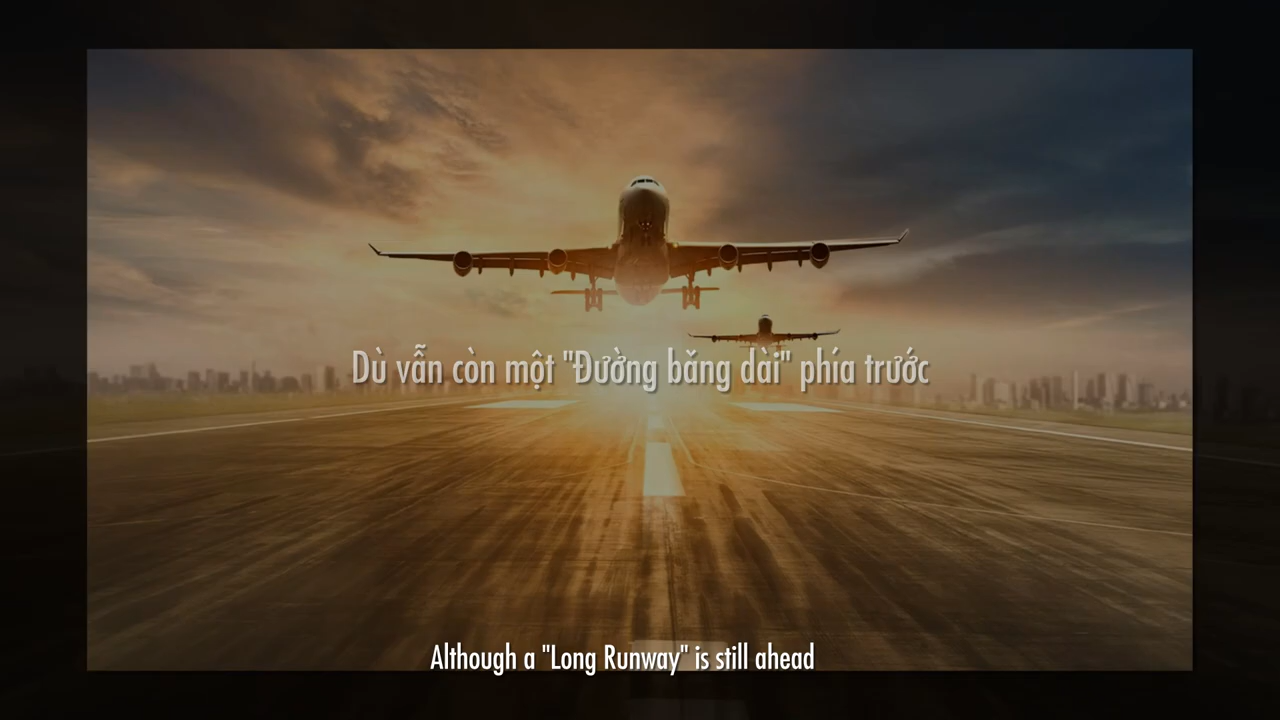 Dù vẫn còn một "Đường băng dài" phía trước
Although a "Long Runway" is still ahead